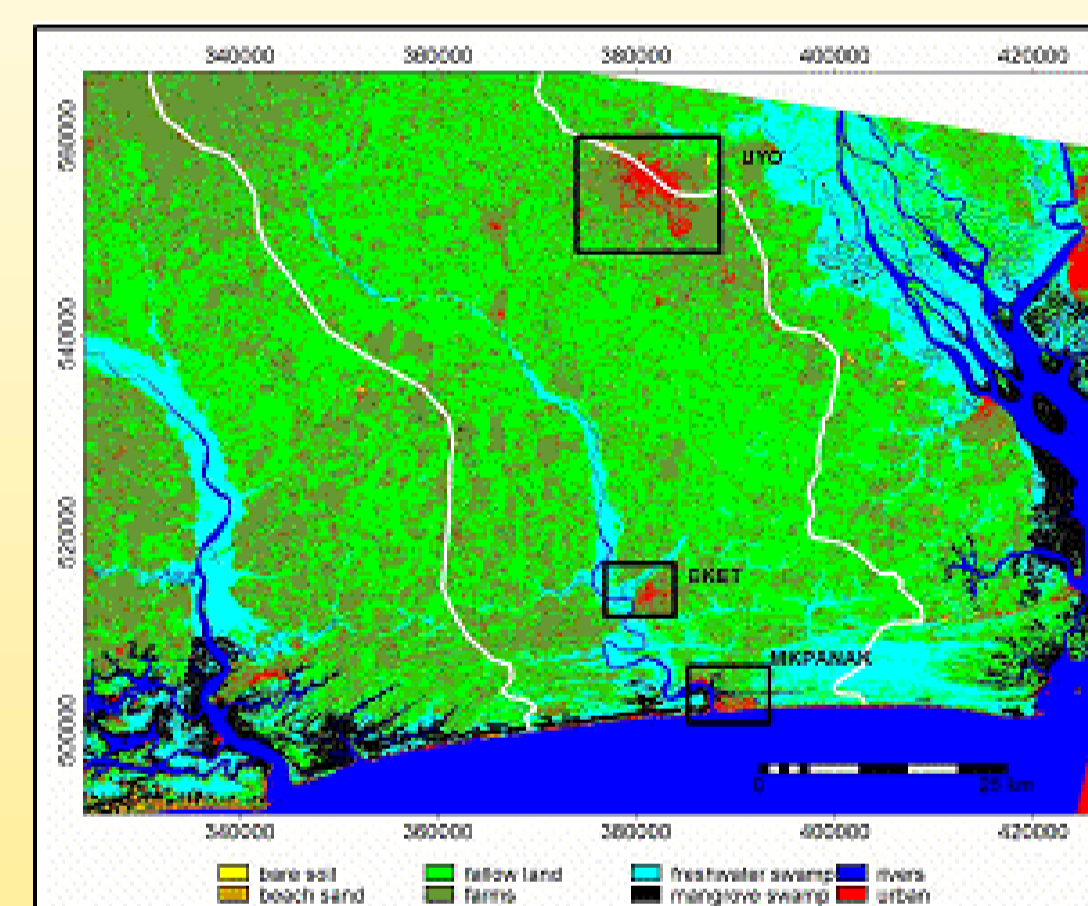 340000 360000 380000 400000 420000
560000
UYO
540000
520000
EKET
MKPANAK
500000
0 25 km
340000 360000 380000 400000 420000
bare soil fallow land freshwater swamp rivers
beach sand farms mangrove swamp urban